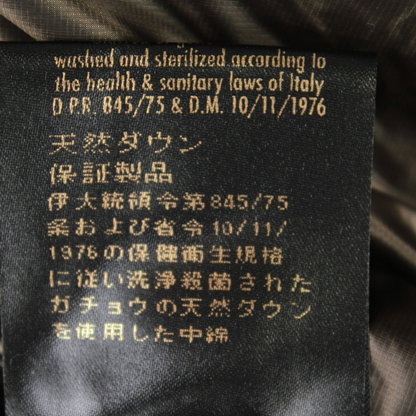 washed and sterilized according to
the health & sanitary laws of Italy
D.P.R. 845/75 & D.M. 10/11/1976
天然ダウン
保証製品
伊大統領令第845/75
条および省令10/11/
1976の保健衛生規格
に従い洗浄殺菌された
ガチョウの天然ダウン
を使用した中綿